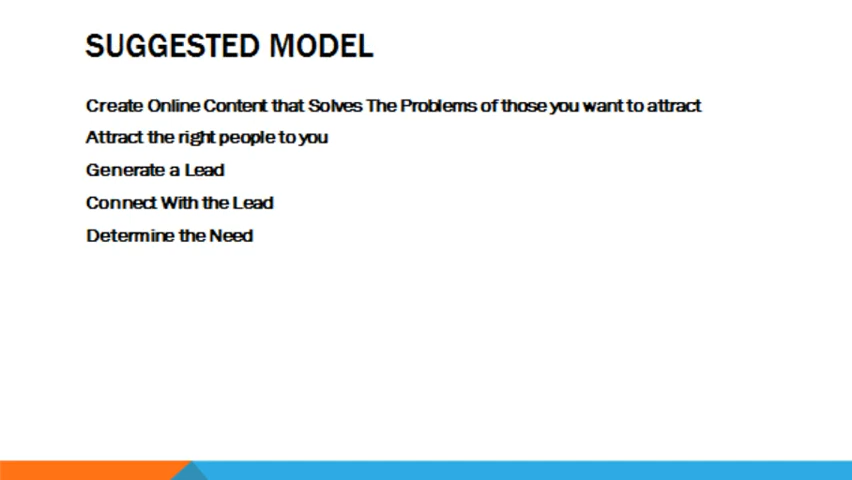 SUGGESTED MODEL
Create Online Content that Solves The Problems of those you want to attract
Attract the right people to you
Generate a Lead
Connect With the Lead
Determine the Need